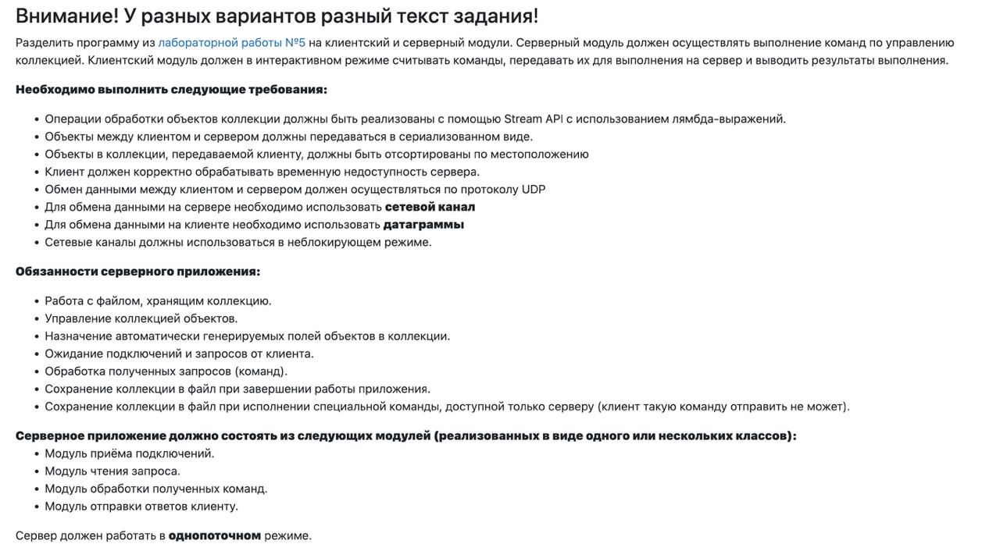 Внимание! У разных вариантов разный текст задания!
Разделить программу из лабораторной работы №5 на клиентский и серверный модули. Серверный модуль должен осуществлять выполнение команд по управлению
коллекцией. Клиентский модуль должен в интерактивном режиме считывать команды, передавать их для выполнения на сервер и выводить результаты выполнения.
Необходимо выполнить следующие требования:
• Операции обработки объектов коллекции должны быть реализованы с помощью Stream API с использованием лямбда-выражений.
• Объекты между клиентом и сервером должны передаваться в сериализованном виде.
• Объекты в коллекции, передаваемой клиенту, должны быть отсортированы по местоположению
• Клиент должен корректно обрабатывать временную недоступность сервера.
• Обмен данными между клиентом и сервером должен осуществляться по протоколу UDP
• Для обмена данными на сервере необходимо использовать сетевой канал
• Для обмена данными на клиенте необходимо использовать датаграммы
• Сетевые каналы должны использоваться в неблокирующем режиме.
Обязанности серверного приложения:
• Работа с файлом, хранящим коллекцию.
• Управление коллекцией объектов.
• Назначение автоматически генерируемых полей объектов в коллекции.
• Ожидание подключений и запросов от клиента.
• Обработка полученных запросов (команд).
• Сохранение коллекции в файл при завершении работы приложения.
• Сохранение коллекции в файл при исполнении специальной команды, доступной только серверу (клиент такую команду отправить не может).
Серверное приложение должно состоять из следующих модулей (реализованных в виде одного или нескольких классов):
• Модуль приёма подключений.
• Модуль чтения запроса.
• Модуль обработки полученных команд.
• Модуль отправки ответов клиенту.
Сервер должен работать в однопоточном режиме.